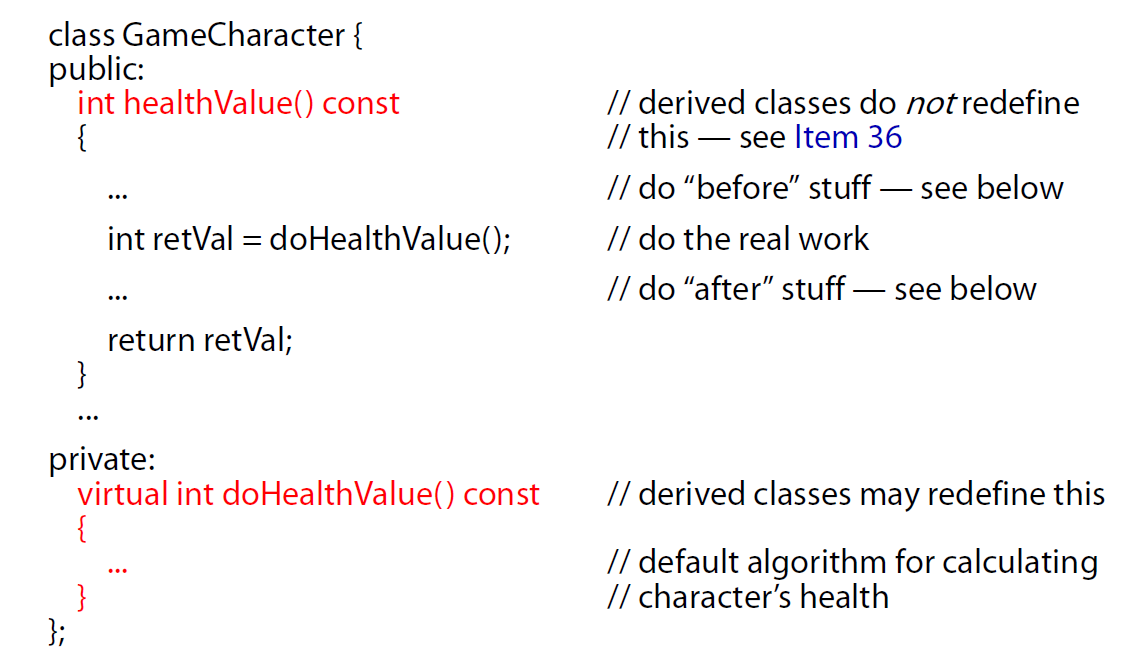 class GameCharacter {
public:
int healthValue() const // derived classes do not redefine
{ // this — see Item 36
... // do “before” stuff — see below
int retVal = doHealthValue(); // do the real work
... // do “after” stuff — see below
return retVal;
}
...
private:
virtual int doHealthValue() const // derived classes may redefine this
{
... // default algorithm for calculating
} // character’s health
};